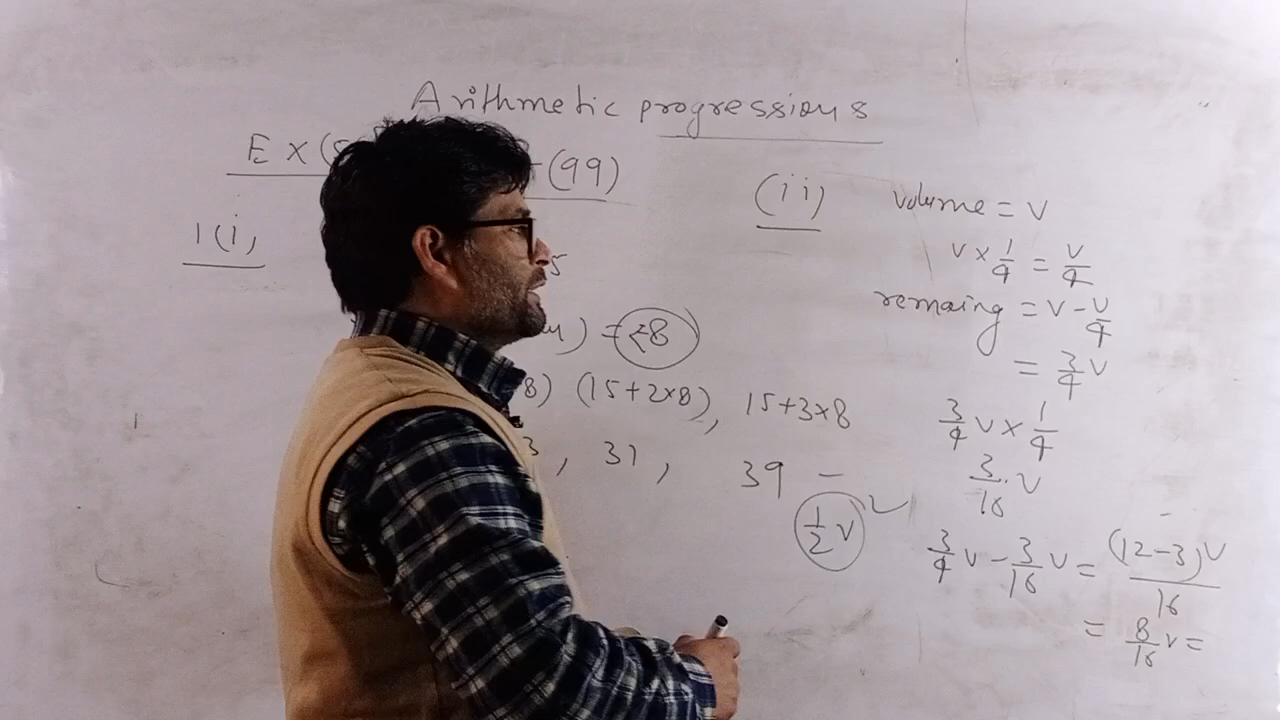 Arithmetic progressions
Ex (5 -(99)
1(i)
5
) = 8
8) (15+2×8), 15+3×8
3, 31, 39 -
(ii)
volume = V
V × 1/4 = V/4
remaing = V - V/4
= 3/4 V
3/4 V × 1/4
3/16 . V
1/2 V
3/4 V - 3/16 V = (12-3)V/16
= 8/16 V =